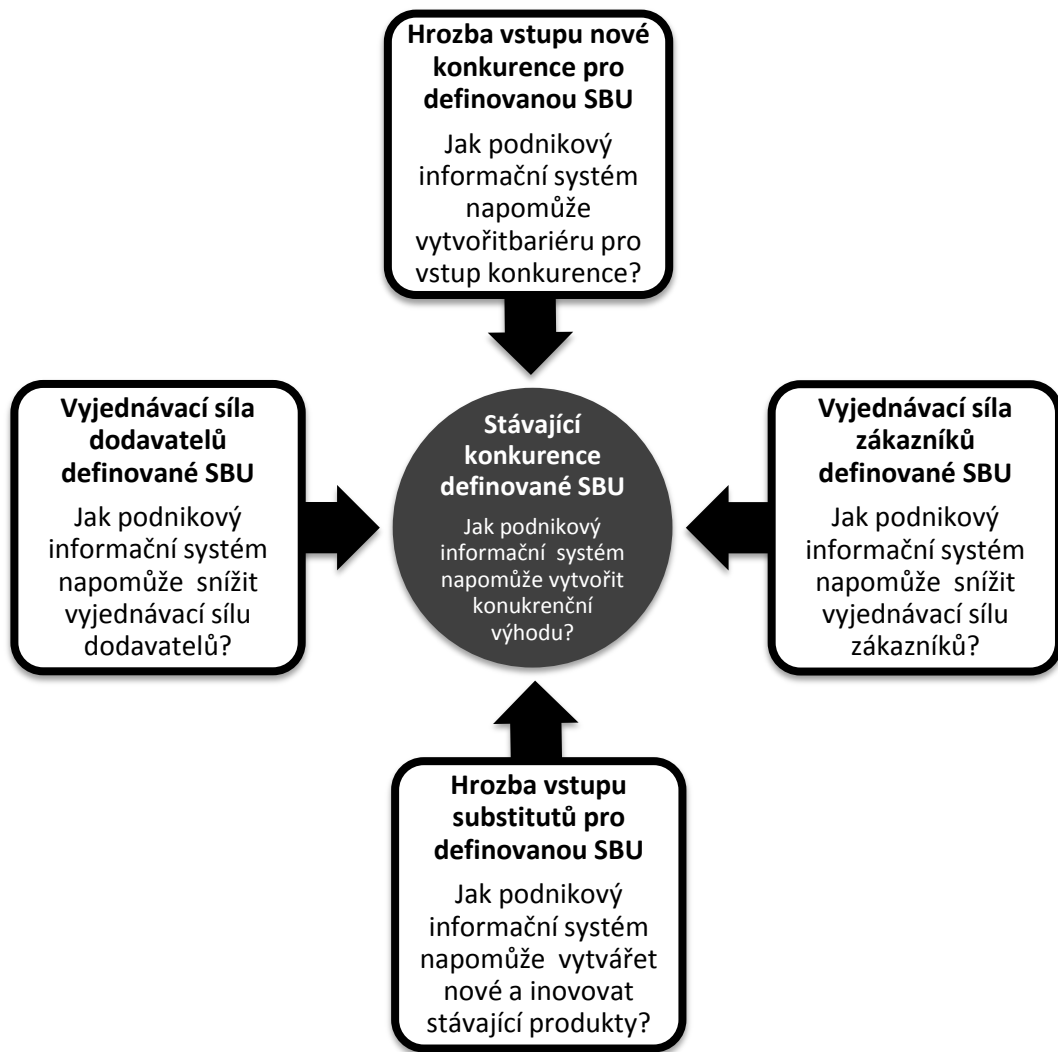 Hrozba vstupu nové
konkurence pro
definovanou SBU
Jak podnikový
informační systém
napomůže
vytvořitbariéru pro
vstup konkurence?
Vyjednávací síla
dodavatelů
definované SBU
Jak podnikový
informační systém
napomůže snížit
vyjednávací sílu
dodavatelů?
Stávající
konkurence
definované SBU
Jak podnikový
informační systém
napomůže vytvořit
konukrenční
výhodu?
Vyjednávací síla
zákazníků
definované SBU
Jak podnikový
informační systém
napomůže snížit
vyjednávací sílu
zákazníků?
Hrozba vstupu
substitutů pro
definovanou SBU
Jak podnikový
informační systém
napomůže vytvářet
nové a inovovat
stávající produkty?